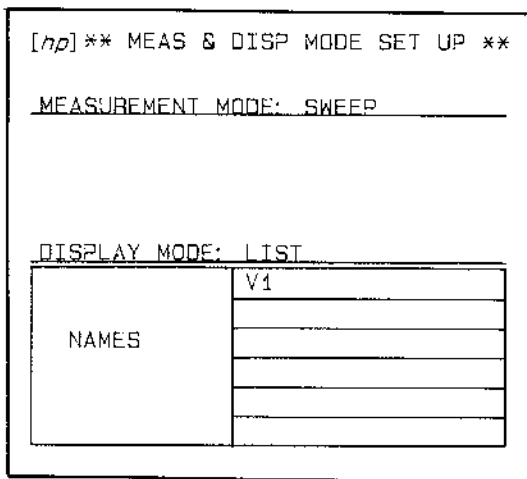 [hp] ** MEAS & DISP MODE SET UP **
MEASUREMENT MODE: SWEEP
DISPLAY MODE: LIST
V1
NAMES